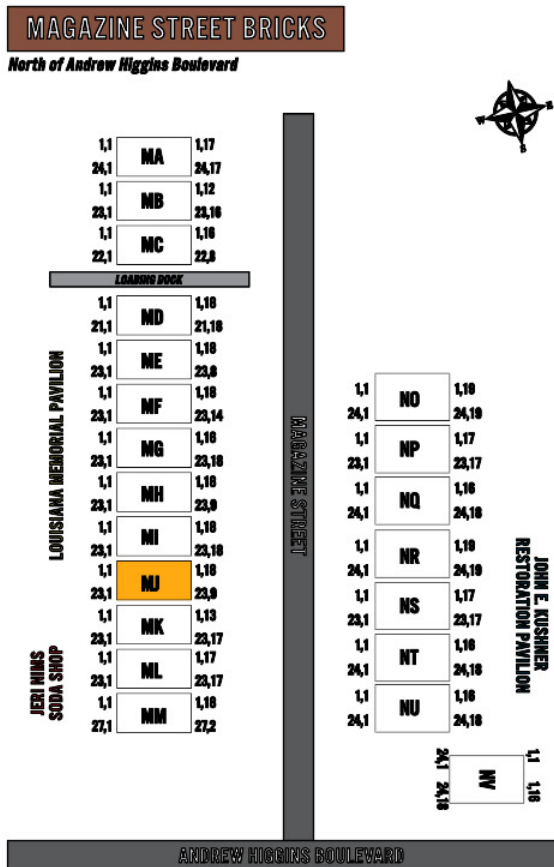 MAGAZINE STREET BRICKS
North of Andrew Higgins Boulevard
N
W
E
S
1,1 MA 1,17
24,1 24,17
1,1 MB 1,12
23,1 23,16
1,1 MC 1,16
22,1 22,8
LOADING DOCK
1,1 MD 1,18
21,1 21,18
1,1 ME 1,18
23,1 23,8
1,1 MF 1,18
23,1 23,14
1,1 MG 1,16
23,1 23,18
1,1 MH 1,18
23,1 23,9
1,1 MI 1,18
23,1 23,18
1,1 MJ 1,18
23,1 23,9
1,1 MK 1,13
23,1 23,17
1,1 ML 1,17
23,1 23,17
1,1 MM 1,18
27,1 27,2
LOUISIANA MEMORIAL PAVILION
JERI NIMS
SODA SHOP
MAGAZINE STREET
1,1 NO 1,19
24,1 24,19
1,1 NP 1,17
23,1 23,17
1,1 NQ 1,16
24,1 24,18
1,1 NR 1,19
24,1 24,19
1,1 NS 1,17
23,1 23,17
1,1 NT 1,16
24,1 24,18
1,1 NU 1,16
24,1 24,18
24,1 NV 1,1
24,18 1,16
JOHN E. KUSHNER
RESTORATION PAVILION
ANDREW HIGGINS BOULEVARD